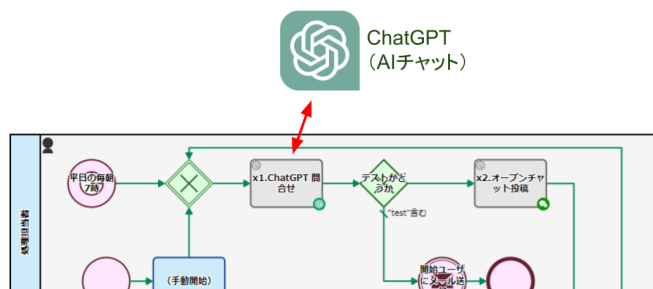 ChatGPT
（AIチャット）
処理担当者
平日の毎朝
7時
x1.ChatGPT 問
合せ
テストかど
うか
x2.オープンチャ
ット投稿
"test"含む
（手動開始）
開始ユーザ
にメール送